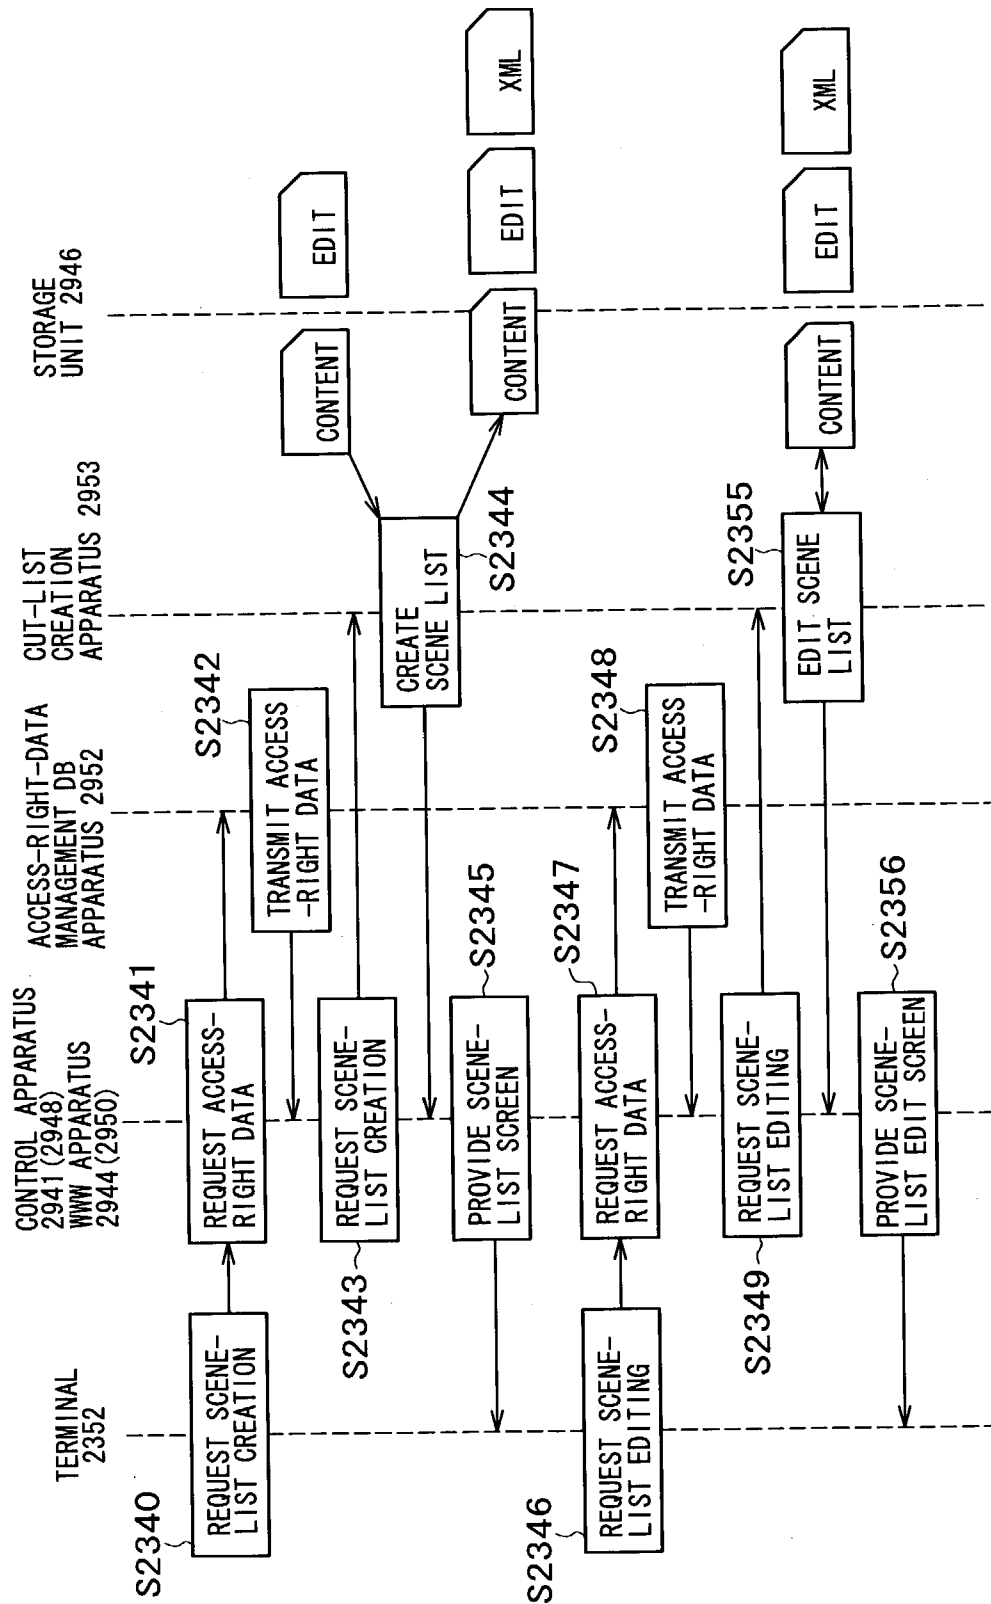 TERMINAL
2352
CONTROL APPARATUS
2941(2948)
WWW APPARATUS
2944(2950)
ACCESS-RIGHT-DATA
MANAGEMENT DB
APPARATUS 2952
CUT-LIST
CREATION
APPARATUS 2953
STORAGE
UNIT 2946
S2340
REQUEST SCENE-
LIST CREATION
S2341
REQUEST ACCESS-
RIGHT DATA
S2342
TRANSMIT ACCESS
-RIGHT DATA
S2343
REQUEST SCENE-
LIST CREATION
CONTENT
EDIT
CREATE
SCENE LIST
S2344
CONTENT
EDIT
XML
S2345
PROVIDE SCENE-
LIST SCREEN
S2346
REQUEST SCENE-
LIST EDITING
S2347
REQUEST ACCESS-
RIGHT DATA
S2348
TRANSMIT ACCESS
-RIGHT DATA
S2349
REQUEST SCENE-
LIST EDITING
S2355
EDIT SCENE
LIST
CONTENT
EDIT
XML
S2356
PROVIDE SCENE-
LIST EDIT SCREEN